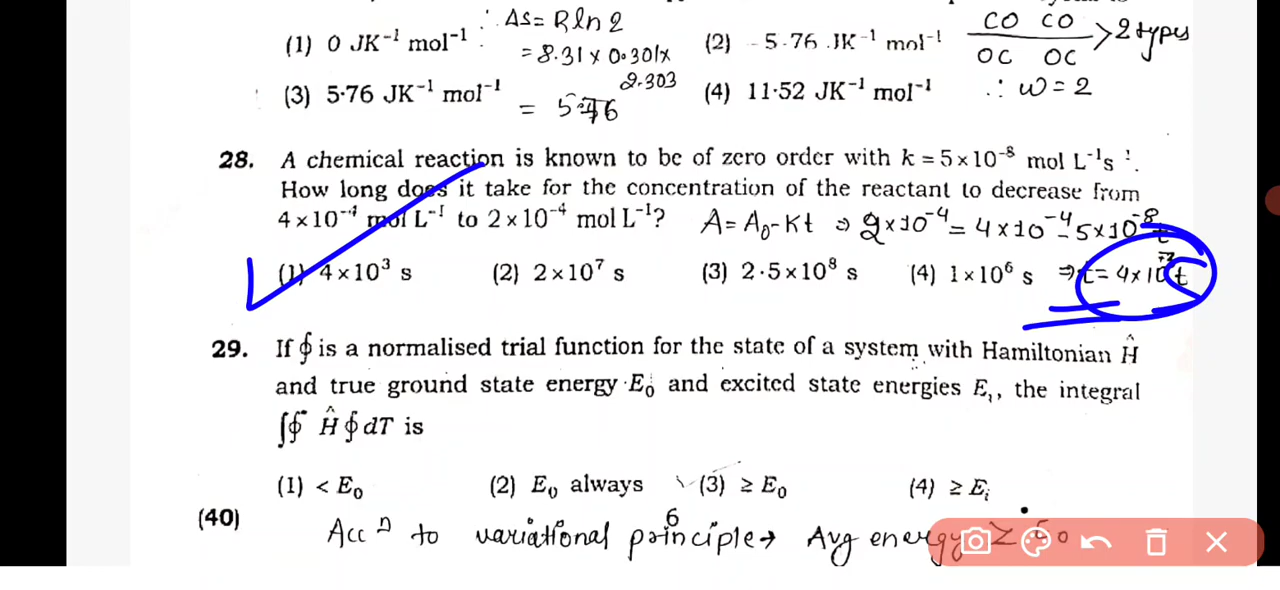 ∴ ΔS = R ln 2
(1) 0 JK⁻¹ mol⁻¹
= 8.31 × 0.301 ×
2.303
(2) - 5.76 JK⁻¹ mol⁻¹
CO CO
OC OC
> 2 types
(3) 5.76 JK⁻¹ mol⁻¹
= 5.76
(4) 11.52 JK⁻¹ mol⁻¹
∴ ω = 2
28. A chemical reaction is known to be of zero order with k = 5×10⁻⁸ mol L⁻¹s⁻¹.
How long does it take for the concentration of the reactant to decrease from
4×10⁻⁴ mol L⁻¹ to 2×10⁻⁴ mol L⁻¹? A = A₀ - Kt ⇒ 2×10⁻⁴ = 4×10⁻⁴ - 5×10⁻⁸ t
(1) 4×10³ s (2) 2×10⁷ s (3) 2.5×10⁸ s (4) 1×10⁶ s ⇒ t = 4×10
29. If ϕ is a normalised trial function for the state of a system with Hamiltonian Ĥ
and true ground state energy E₀ and excited state energies E₁, the integral
∫ϕ* Ĥ ϕ dT is
(1) < E₀ (2) E₀ always (3) ≥ E₀ (4) ≥ Eᵢ
(40)
6
Accⁿ to variational principle → Avg energy ≥